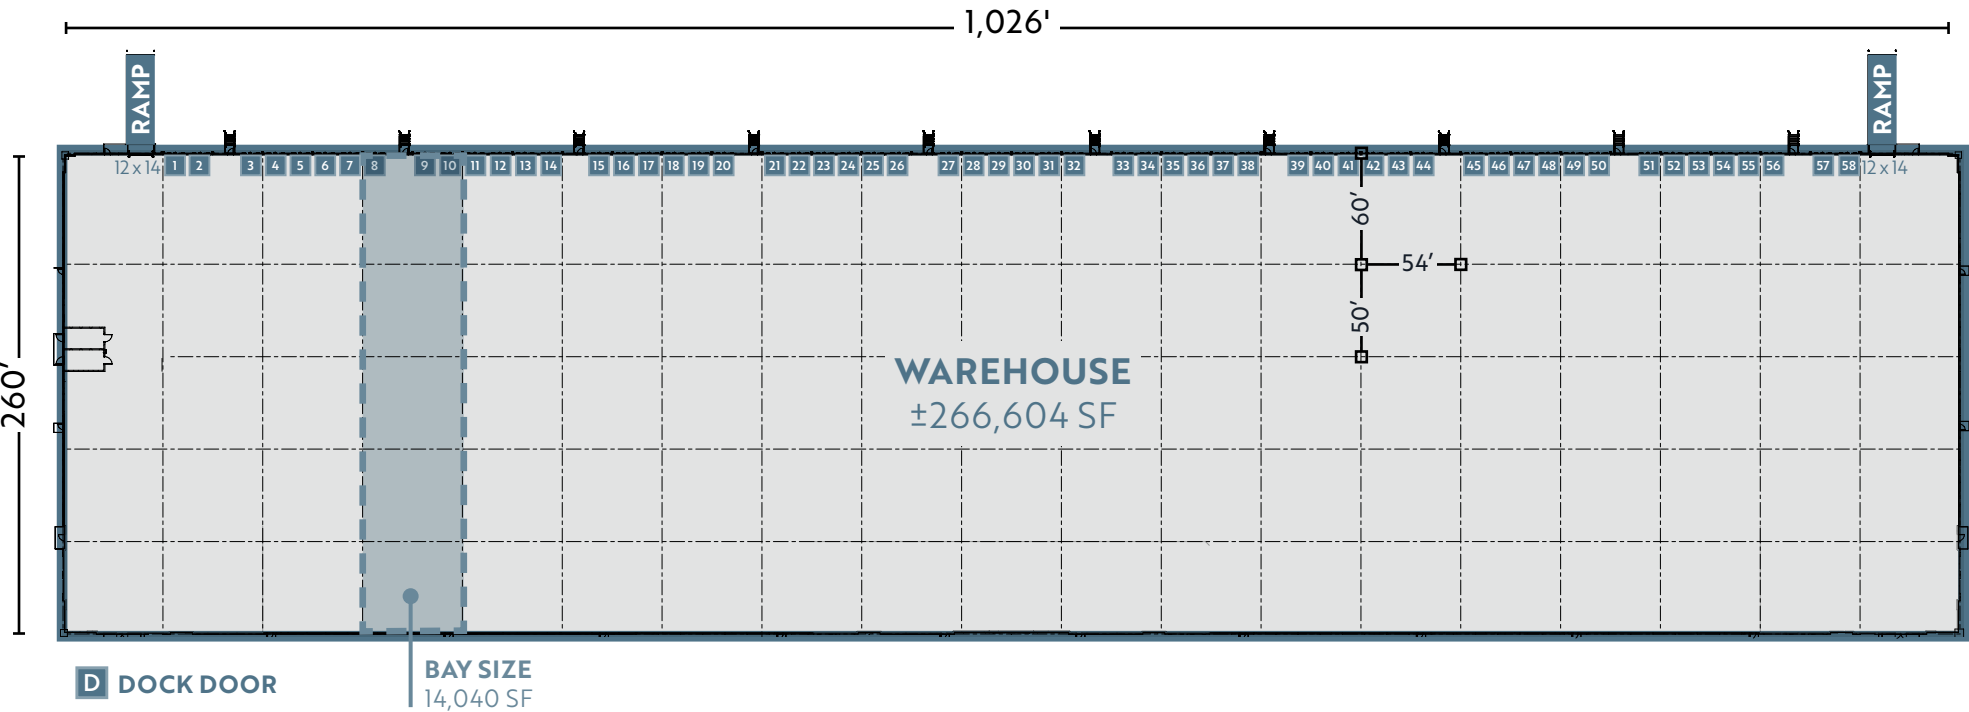 1,026'
RAMP
RAMP
12 x 14 1 2 3 4 5 6 7 8 9 10 11 12 13 14 15 16 17 18 19 20 21 22 23 24 25 26 27 28 29 30 31 32 33 34 35 36 37 38 39 40 41 42 43 44 45 46 47 48 49 50 51 52 53 54 55 56 57 58 12 x 14
60’
54’
50’
260’
WAREHOUSE
±266,604 SF
D DOCK DOOR
BAY SIZE
14,040 SF